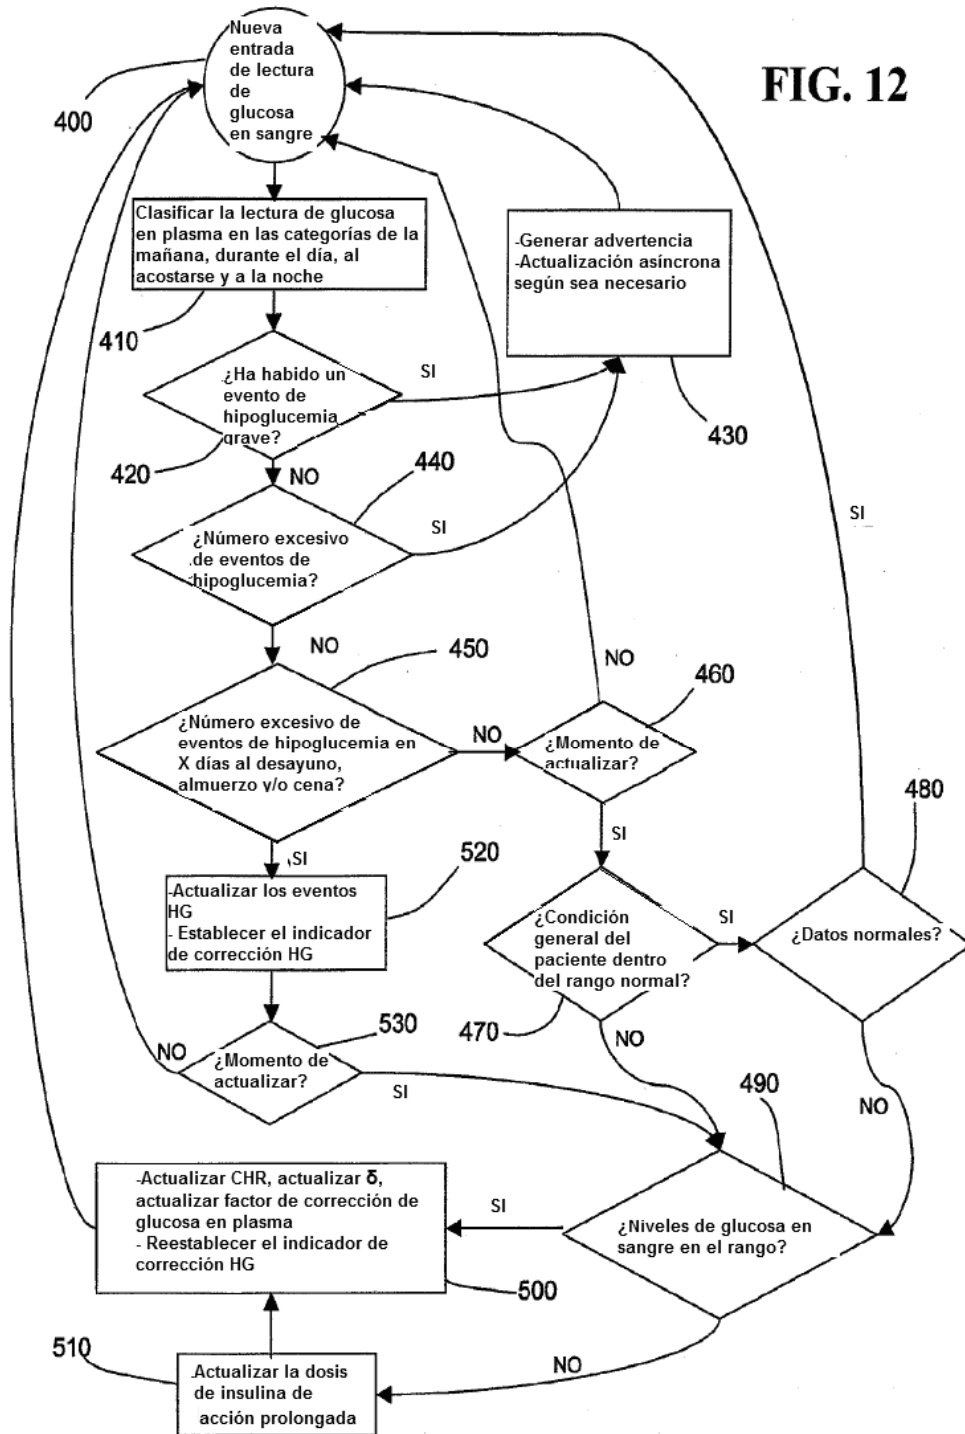 Nueva
entrada
de lectura
de
glucosa
en sangre
FIG. 12
400
Clasificar la lectura de glucosa
en plasma en las categorías de la
mañana, durante el día, al
acostarse y a la noche
410
-Generar advertencia
-Actualización asíncrona
según sea necesario
430
¿Ha habido un
evento de
hipoglucemia
grave?
SI
420
NO
440
¿Número excesivo
de eventos de
hipoglucemia?
SI
NO
450
¿Número excesivo de
eventos de hipoglucemia en
X días al desayuno,
almuerzo y/o cena?
NO
NO
460
¿Momento de
actualizar?
SI
SI
480
¿Datos normales?
SI
520
-Actualizar los eventos
HG
- Establecer el indicador
de corrección HG
¿Condición
general del
paciente dentro
del rango normal?
SI
470
NO
530
NO
¿Momento de
actualizar?
SI
NO
490
¿Niveles de glucosa en
sangre en el rango?
SI
-Actualizar CHR, actualizar δ,
actualizar factor de corrección de
glucosa en plasma
- Reestablecer el indicador de
corrección HG
500
NO
510
-Actualizar la dosis
de insulina de
acción prolongada